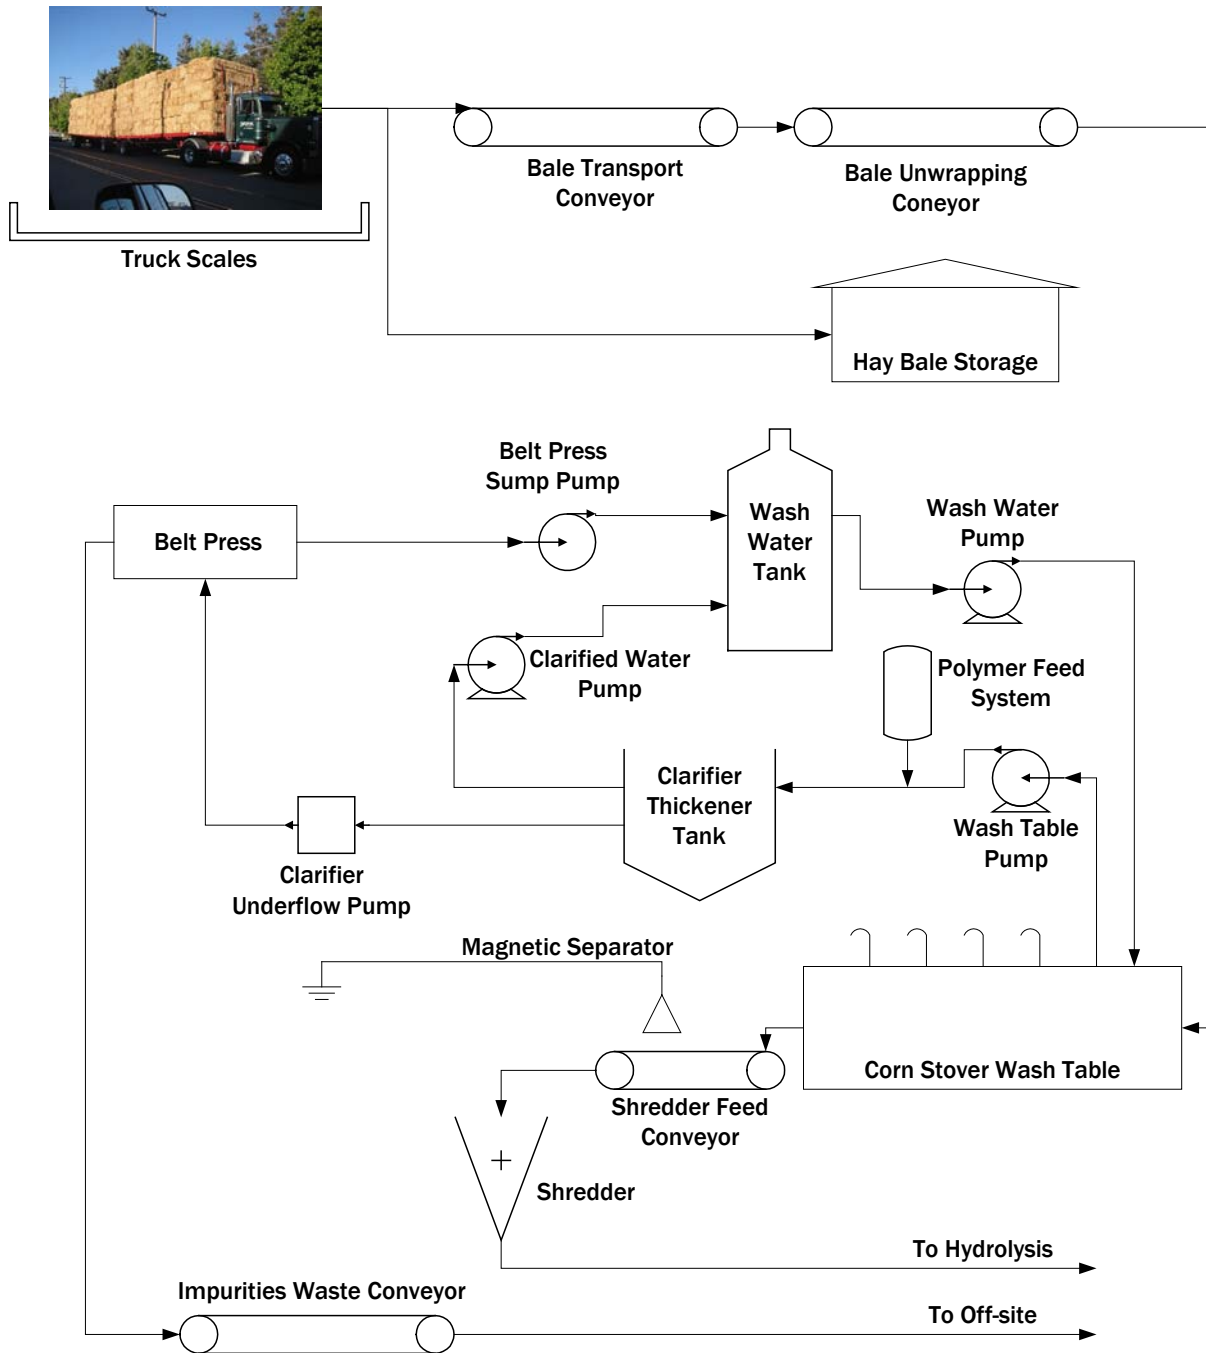 Bale Transport
Conveyor
Bale Unwrapping
Coneyor
Truck Scales
Hay Bale Storage
Belt Press
Sump Pump
Wash
Water
Tank
Wash Water
Pump
Belt Press
Clarified Water
Pump
Polymer Feed
System
Clarifier
Thickener
Tank
Wash Table
Pump
Clarifier
Underflow Pump
Magnetic Separator
Corn Stover Wash Table
Shredder Feed
Conveyor
Shredder
To Hydrolysis
Impurities Waste Conveyor
To Off-site